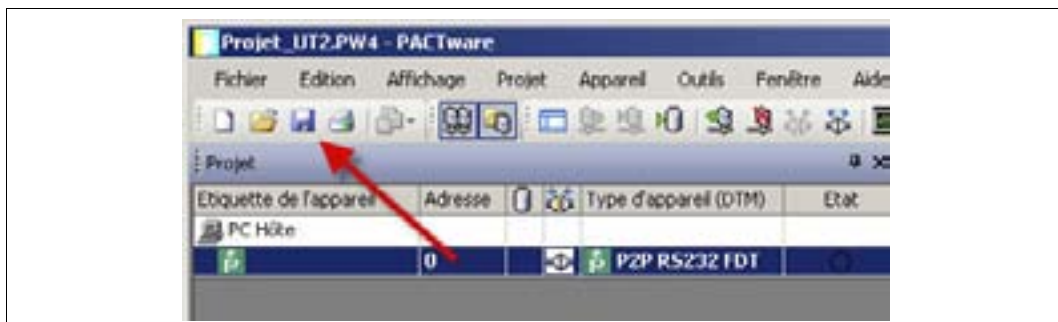 Projet_UT2.PW4 - PACTware
Fichier Edition Affichage Projet Appareil Outils Fenêtre Aide
Projet
Etiquette de l'appareil Adresse Type d'appareil (DTM) Etat
PC Hôte
0 P2P RS232 FDT